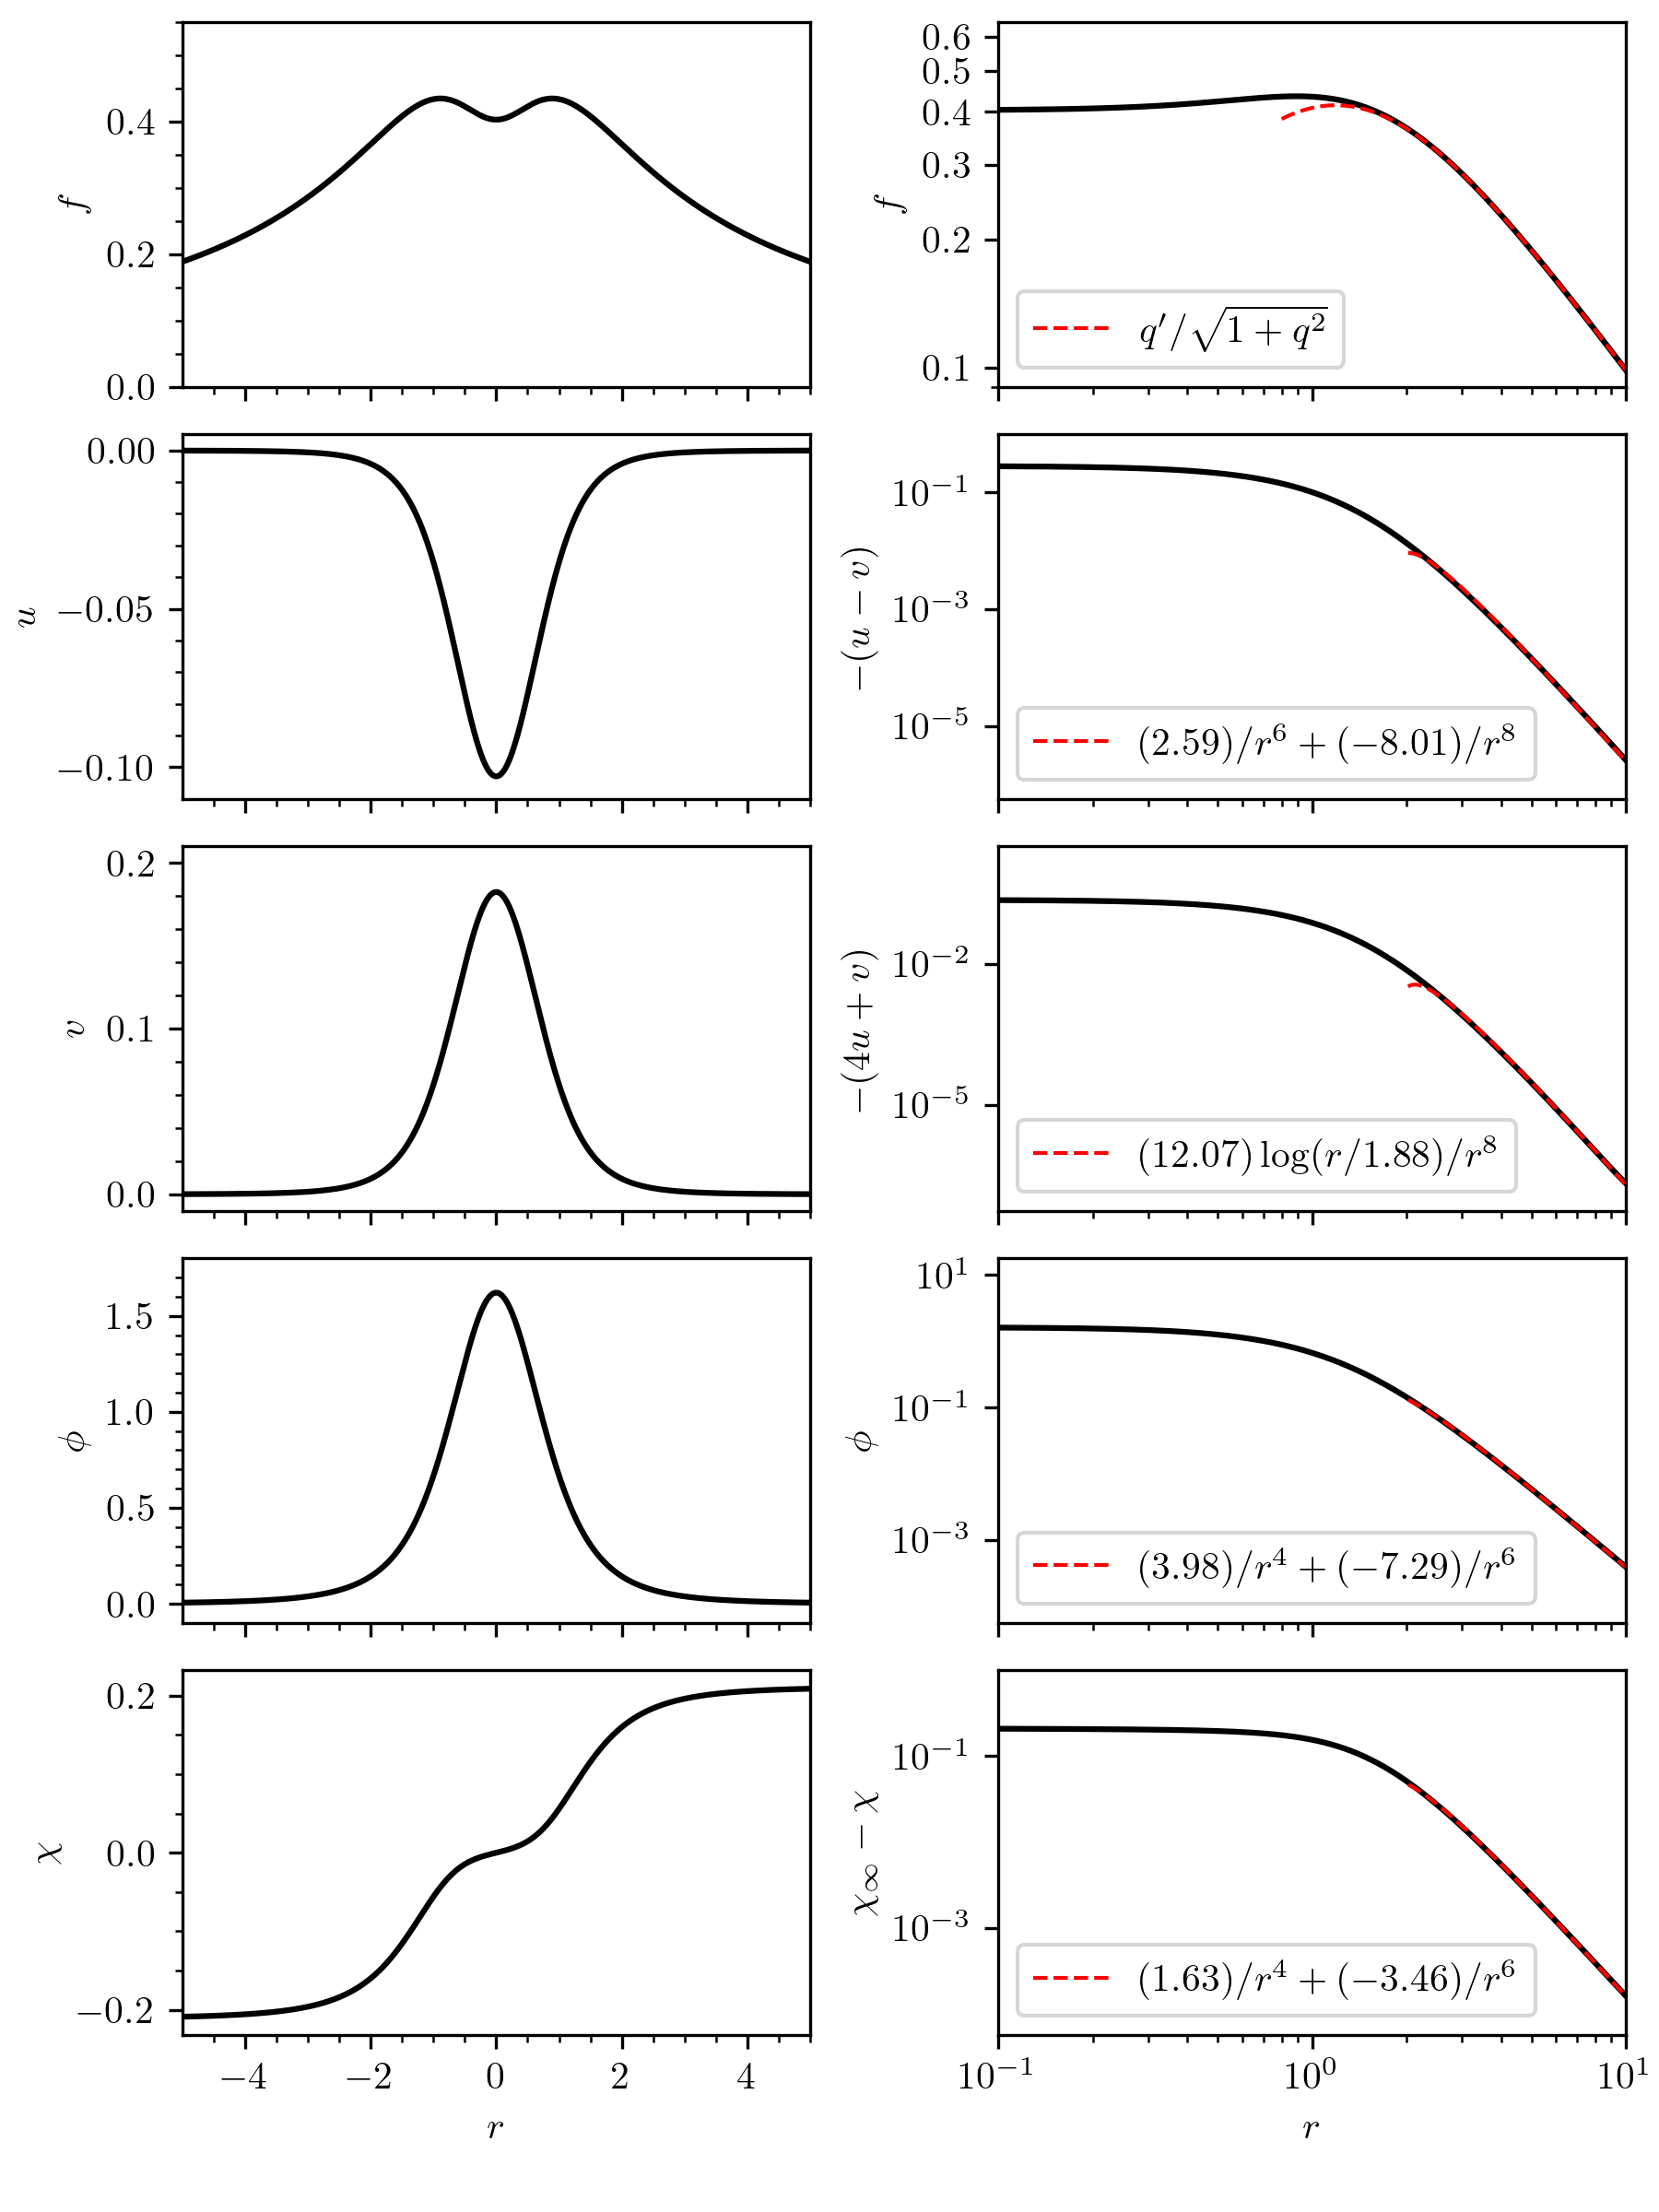 0.4
0.2
0.0
f
0.6
0.5
0.4
0.3
0.2
0.1
f
q′/√1 + q²
0.00
−0.05
−0.10
u
10⁻¹
10⁻³
10⁻⁵
−(u − v)
(2.59)/r⁶ + (−8.01)/r⁸
0.2
0.1
0.0
v
10⁻²
10⁻⁵
−(4u + v)
(12.07) log(r/1.88)/r⁸
1.5
1.0
0.5
0.0
ϕ
10¹
10⁻¹
10⁻³
ϕ
(3.98)/r⁴ + (−7.29)/r⁶
0.2
0.0
−0.2
χ
−4 −2 0 2 4
r
10⁻¹
10⁻³
χ∞ − χ
(1.63)/r⁴ + (−3.46)/r⁶
10⁻¹ 10⁰ 10¹
r